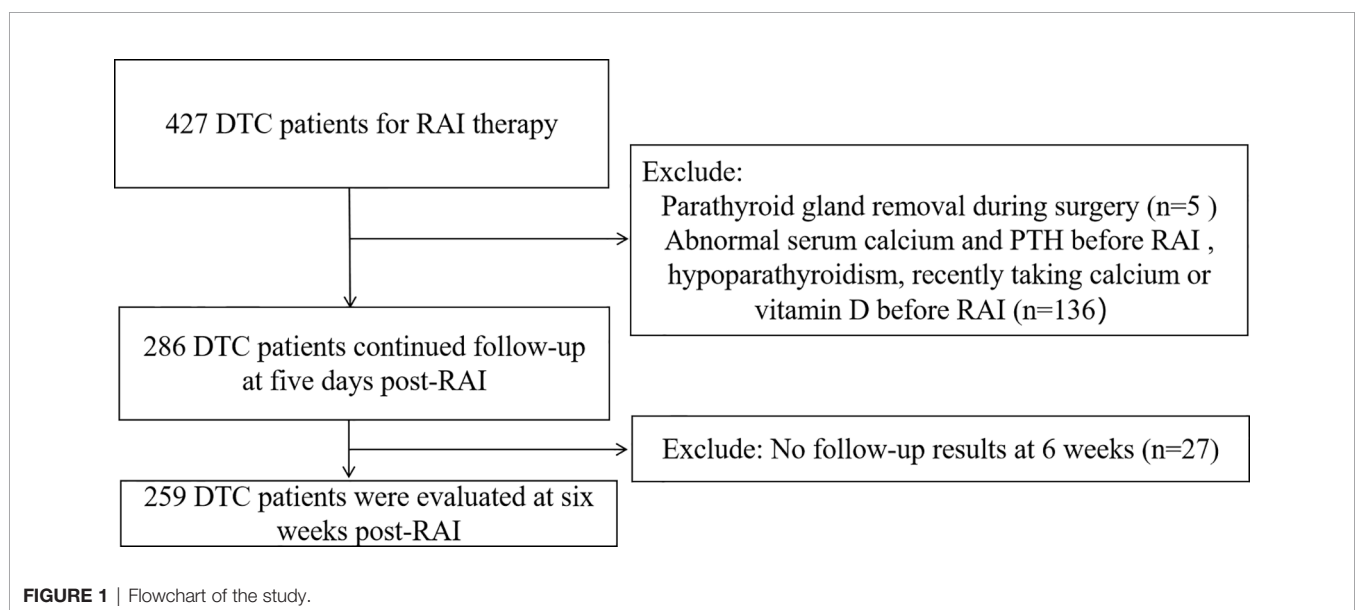 427 DTC patients for RAI therapy
Exclude:
Parathyroid gland removal during surgery (n=5 )
Abnormal serum calcium and PTH before RAI ,
hypoparathyroidism, recently taking calcium or
vitamin D before RAI (n=136)
286 DTC patients continued follow-up
at five days post-RAI
Exclude: No follow-up results at 6 weeks (n=27)
259 DTC patients were evaluated at six
weeks post-RAI
FIGURE 1 | Flowchart of the study.